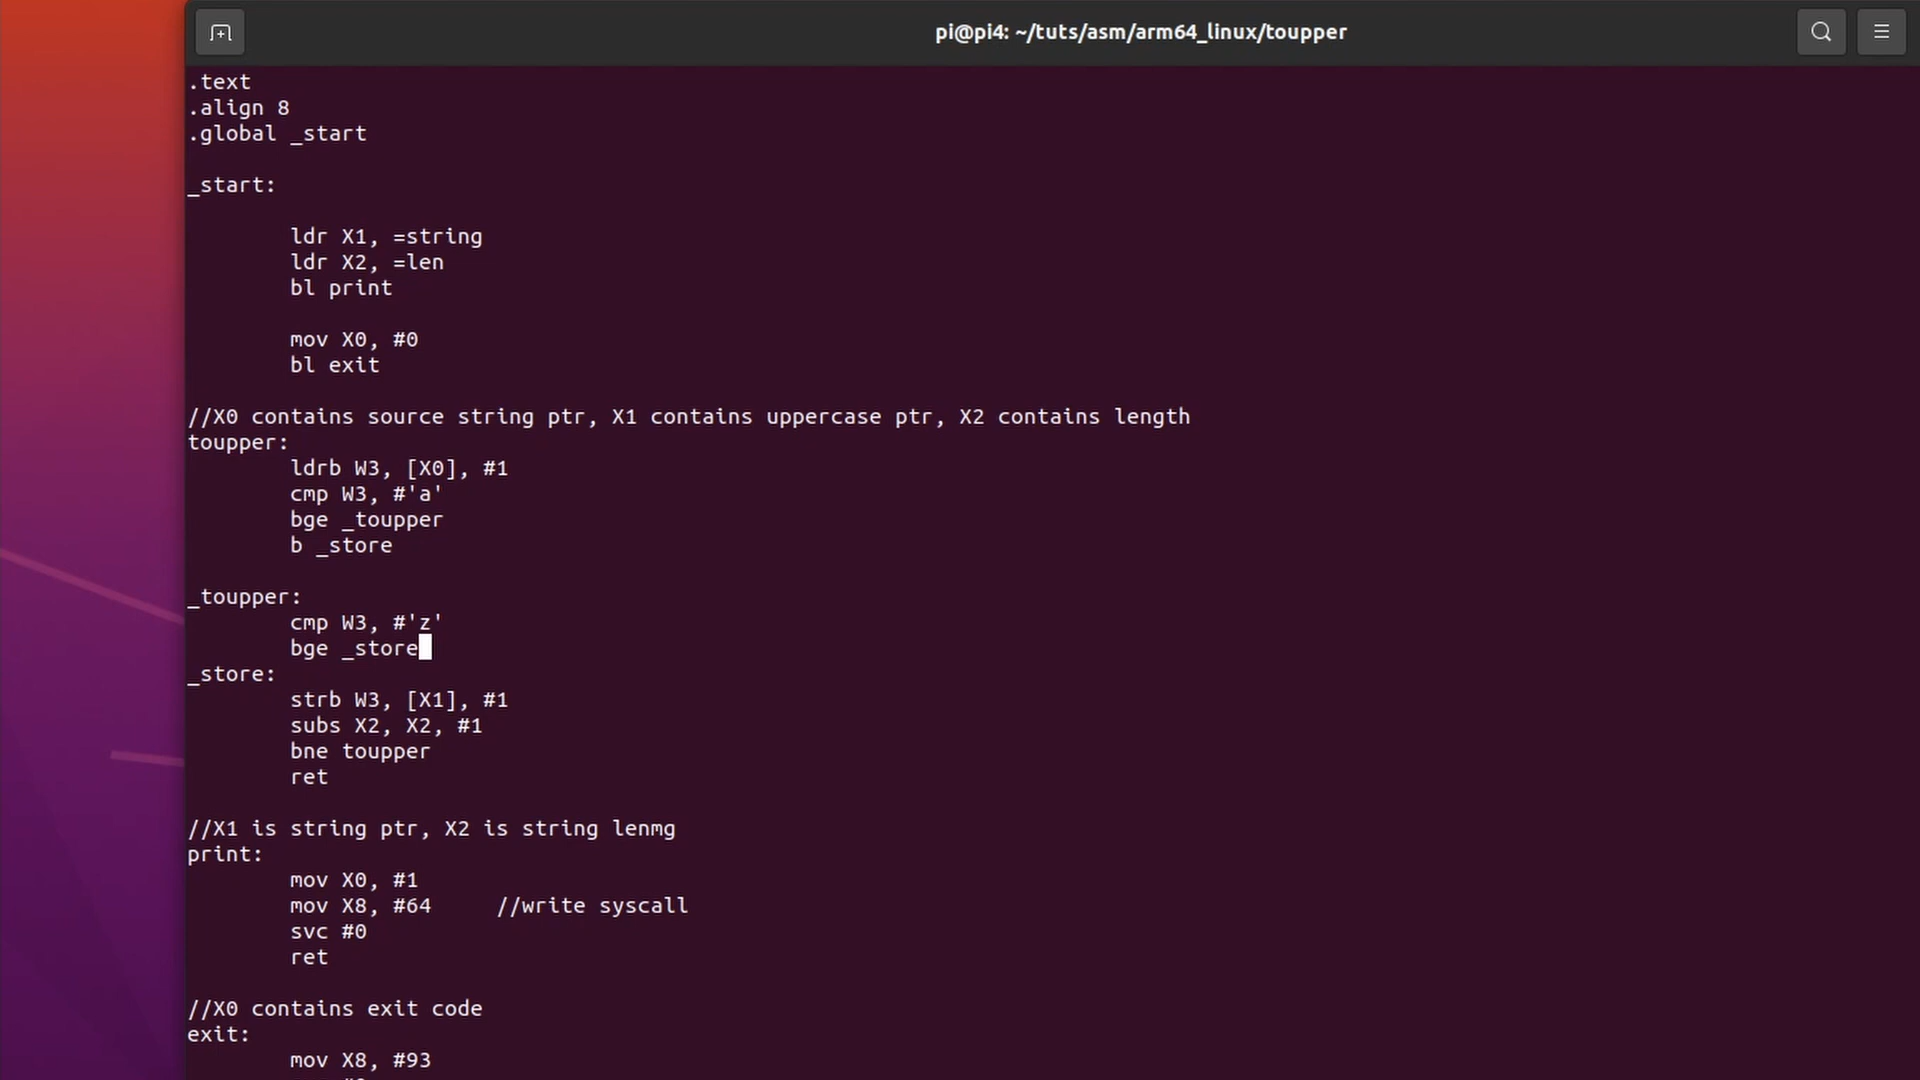 pi@pi4: ~/tuts/asm/arm64_linux/toupper
.text
.align 8
.global _start
_start:
ldr X1, =string
ldr X2, =len
bl print
mov X0, #0
bl exit
//X0 contains source string ptr, X1 contains uppercase ptr, X2 contains length
toupper:
ldrb W3, [X0], #1
cmp W3, #'a'
bge _toupper
b _store
_toupper:
cmp W3, #'z'
bge _store
_store:
strb W3, [X1], #1
subs X2, X2, #1
bne toupper
ret
//X1 is string ptr, X2 is string lenmg
print:
mov X0, #1
mov X8, #64     //write syscall
svc #0
ret
//X0 contains exit code
exit:
mov X8, #93